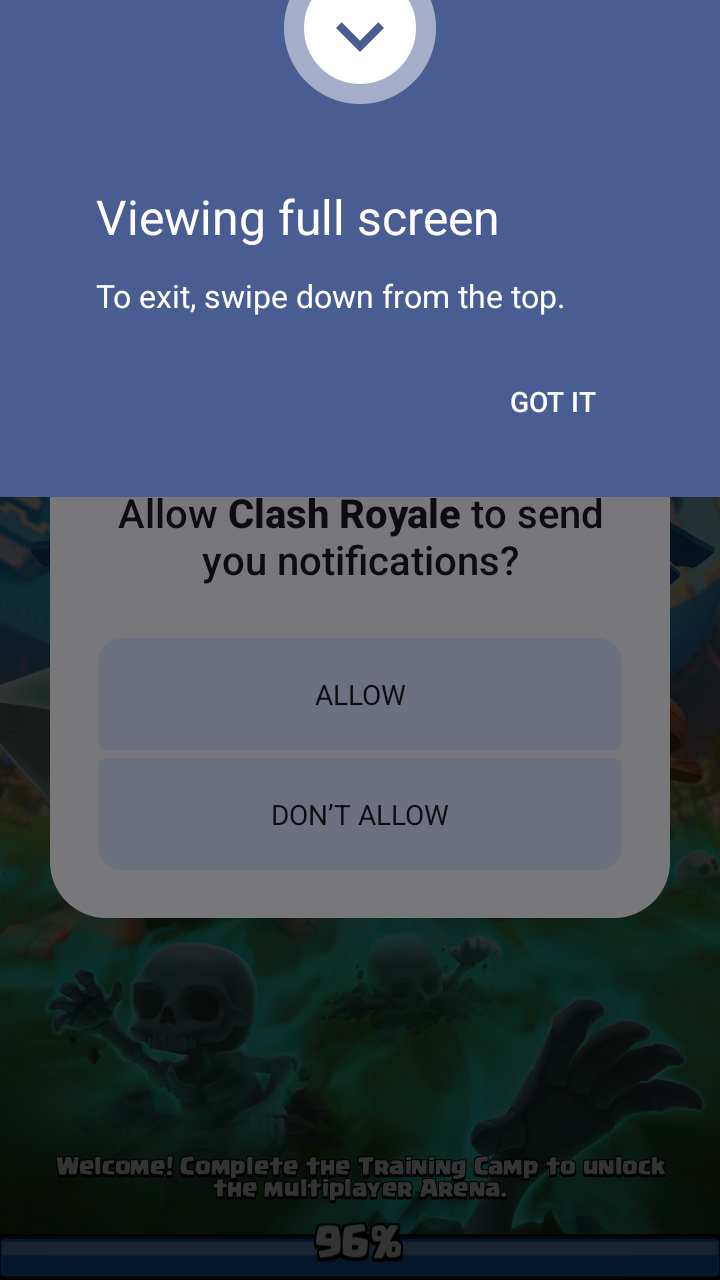 Viewing full screen
To exit, swipe down from the top.
GOT IT
Allow Clash Royale to send
you notifications?
ALLOW
DON’T ALLOW
Welcome! Complete the Training Camp to unlock
the multiplayer Arena.
96%